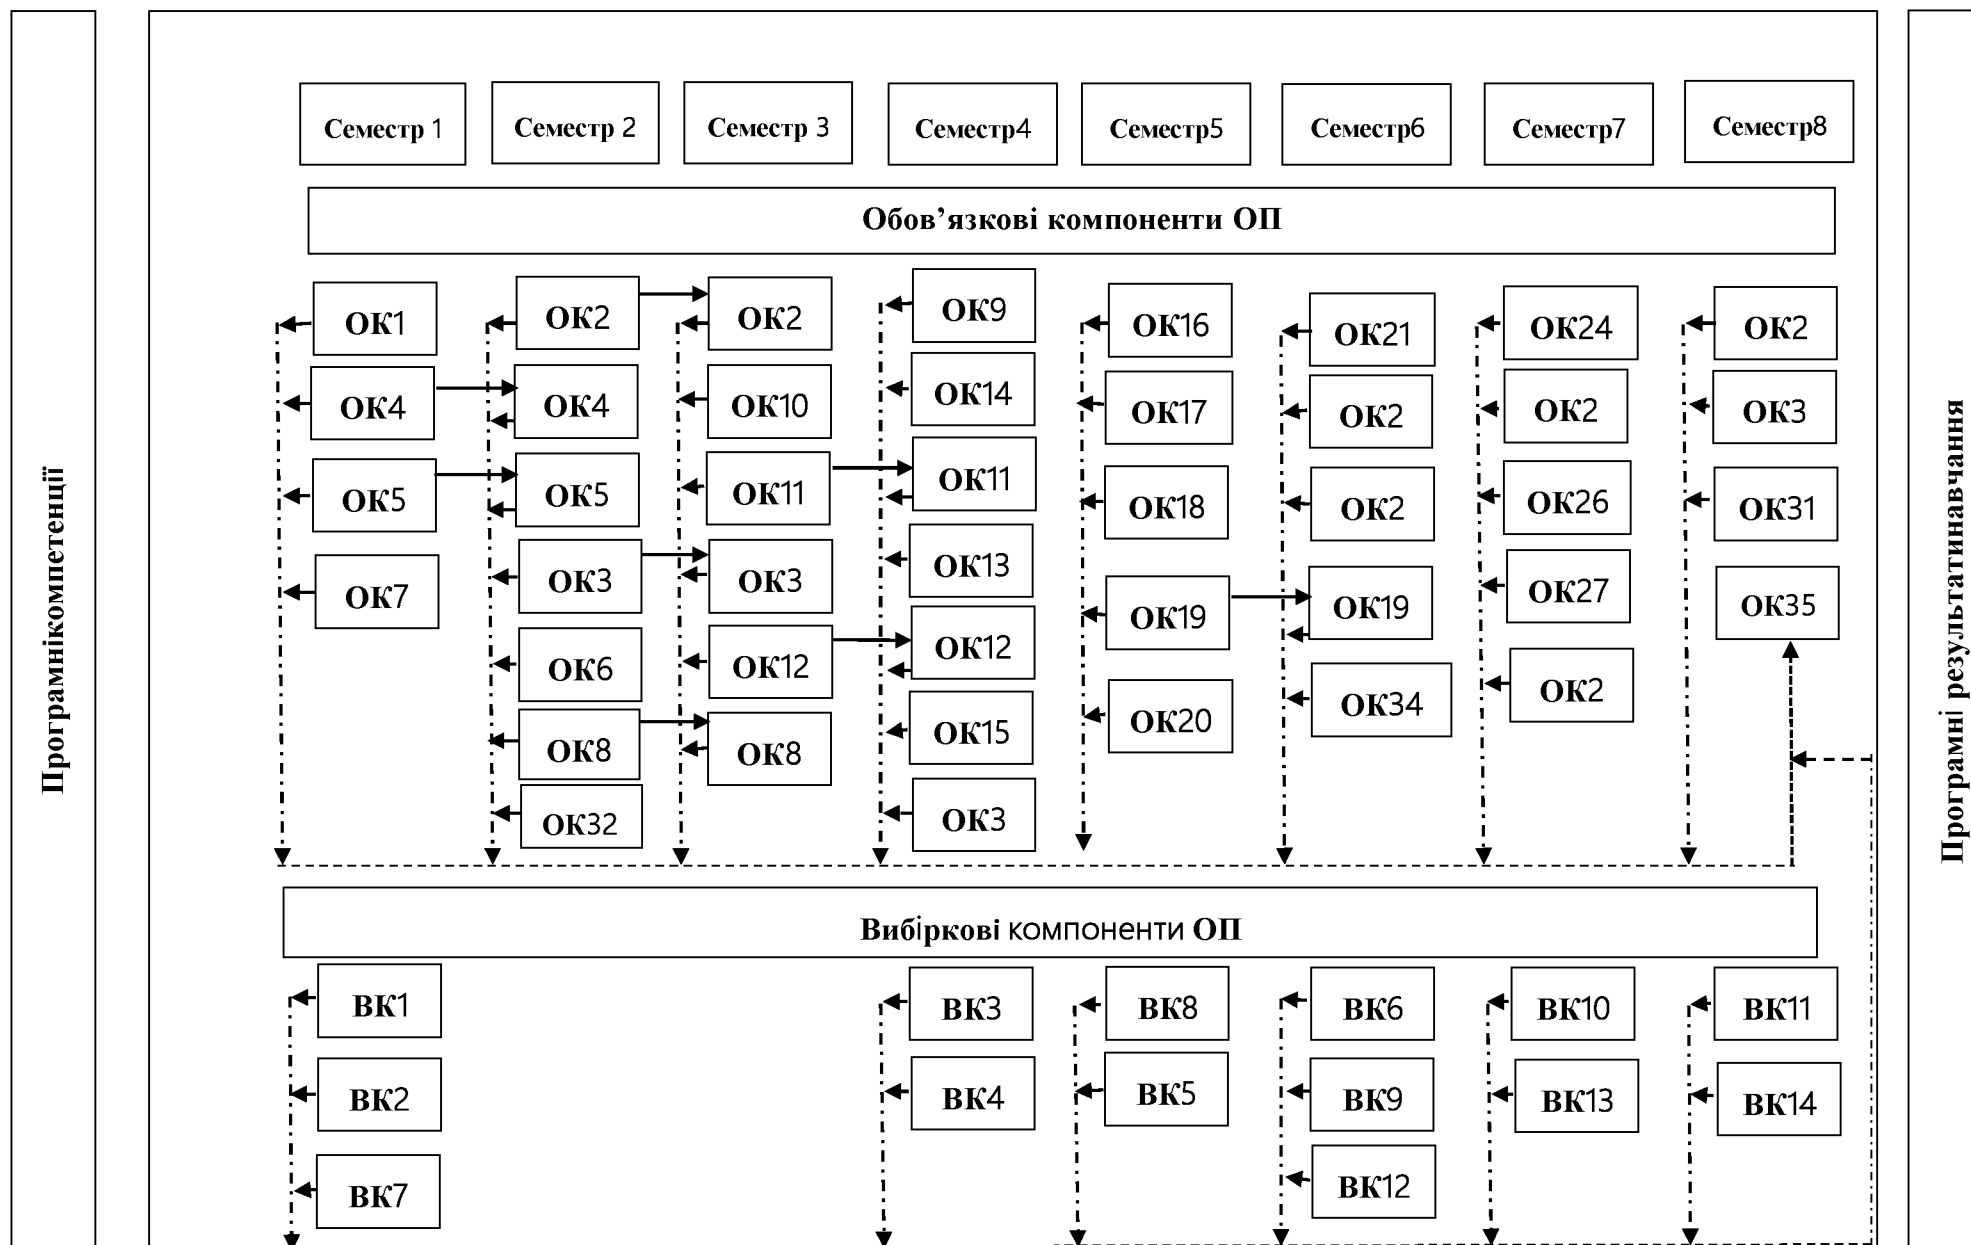 Програмнікомпетенції
Семестр 1
Семестр 2
Семестр 3
Семестр4
Семестр5
Семестр6
Семестр7
Семестр8
Обов’язкові компоненти ОП
ОК1
ОК4
ОК5
ОК7
ОК2
ОК4
ОК5
ОК3
ОК6
ОК8
ОК32
ОК2
ОК10
ОК11
ОК3
ОК12
ОК8
ОК9
ОК14
ОК11
ОК13
ОК12
ОК15
ОК3
ОК16
ОК17
ОК18
ОК19
ОК20
ОК21
ОК2
ОК2
ОК19
ОК34
ОК24
ОК2
ОК26
ОК27
ОК2
ОК2
ОК3
ОК31
ОК35
Вибіркові компоненти ОП
ВК1
ВК2
ВК7
ВК3
ВК4
ВК8
ВК5
ВК6
ВК9
ВК12
ВК10
ВК13
ВК11
ВК14
Програмні результатинавчання